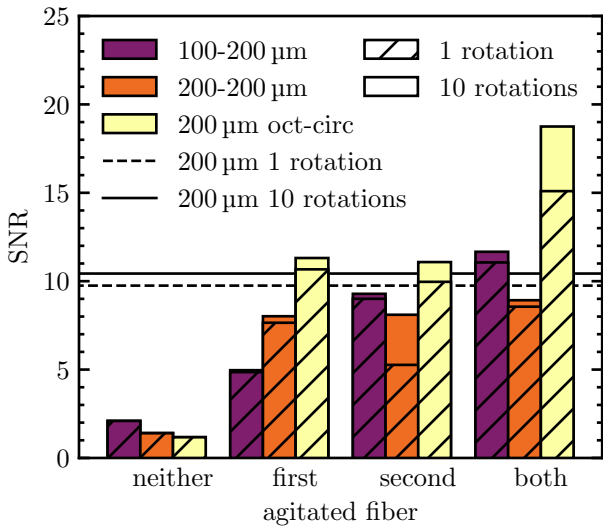 25
20
15
10
5
0
SNR
100-200 µm
200-200 µm
200 µm oct-circ
200 µm 1 rotation
200 µm 10 rotations
1 rotation
10 rotations
neither first second both
agitated fiber